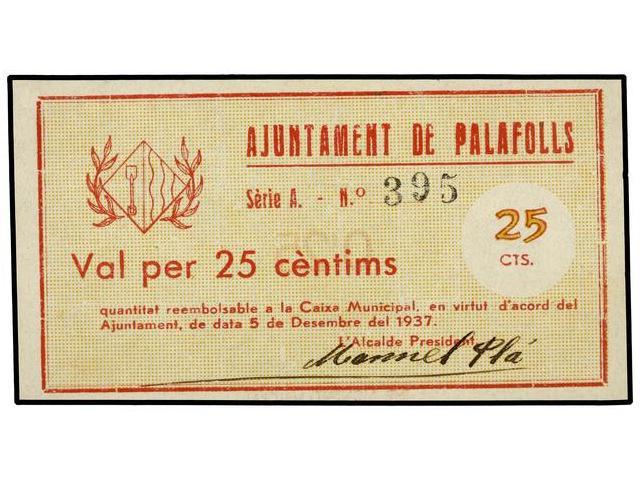 AJUNTAMENT DE PALAFOLLS
Sèrie A. - N.º 395
25
CTS.
Val per 25 cèntims
quantitat reembolsable a la Caixa Municipal, en virtut d'acord del
Ajuntament, de data 5 de Desembre del 1937.
L'Alcalde President,
Manuel Plá